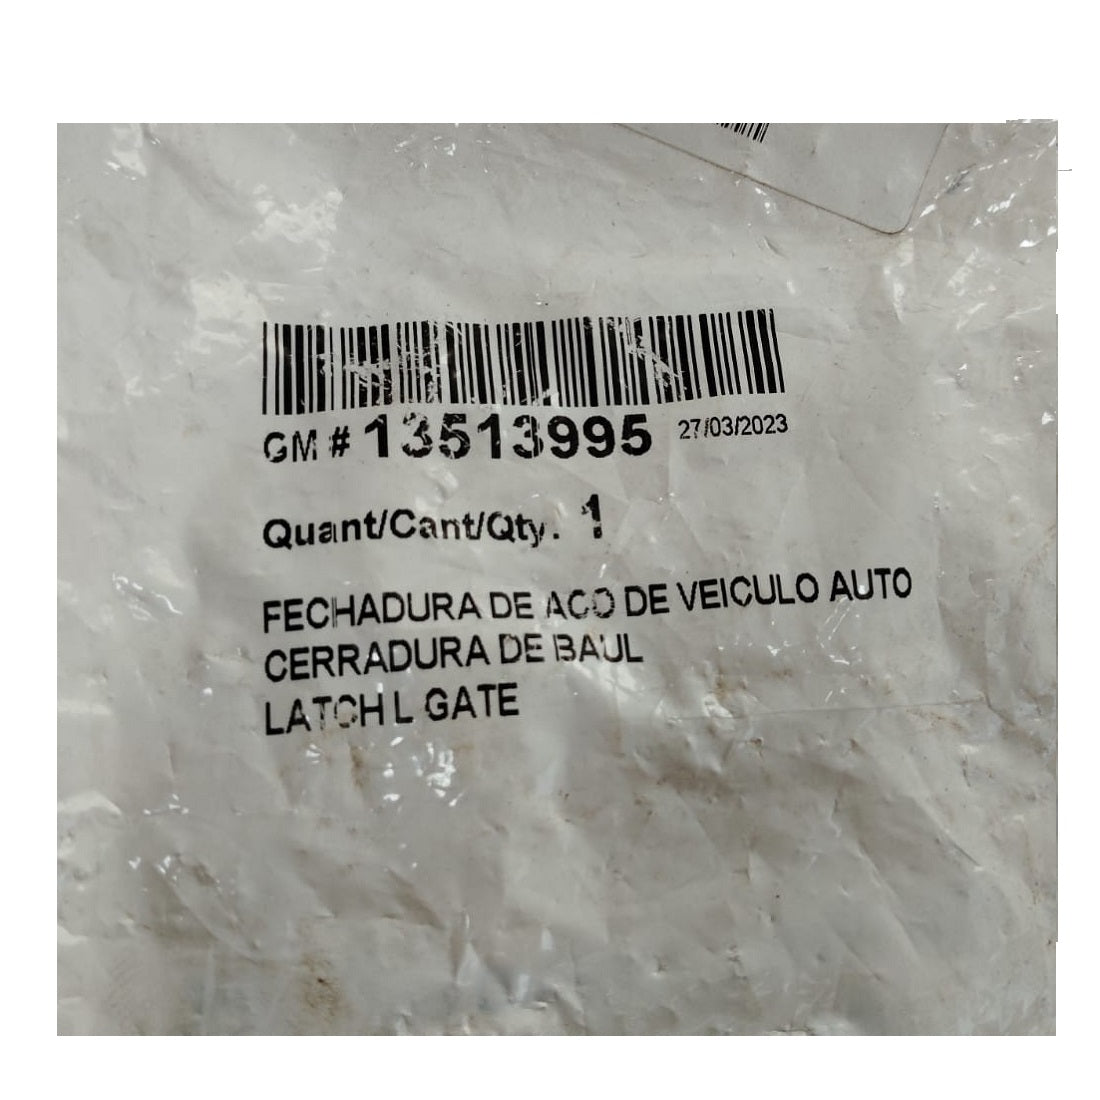 GM # 13513995 27/03/2023
Quant/Cant/Qty. 1
FECHADURA DE ACO DE VEICULO AUTO
CERRADURA DE BAUL
LATCH L GATE